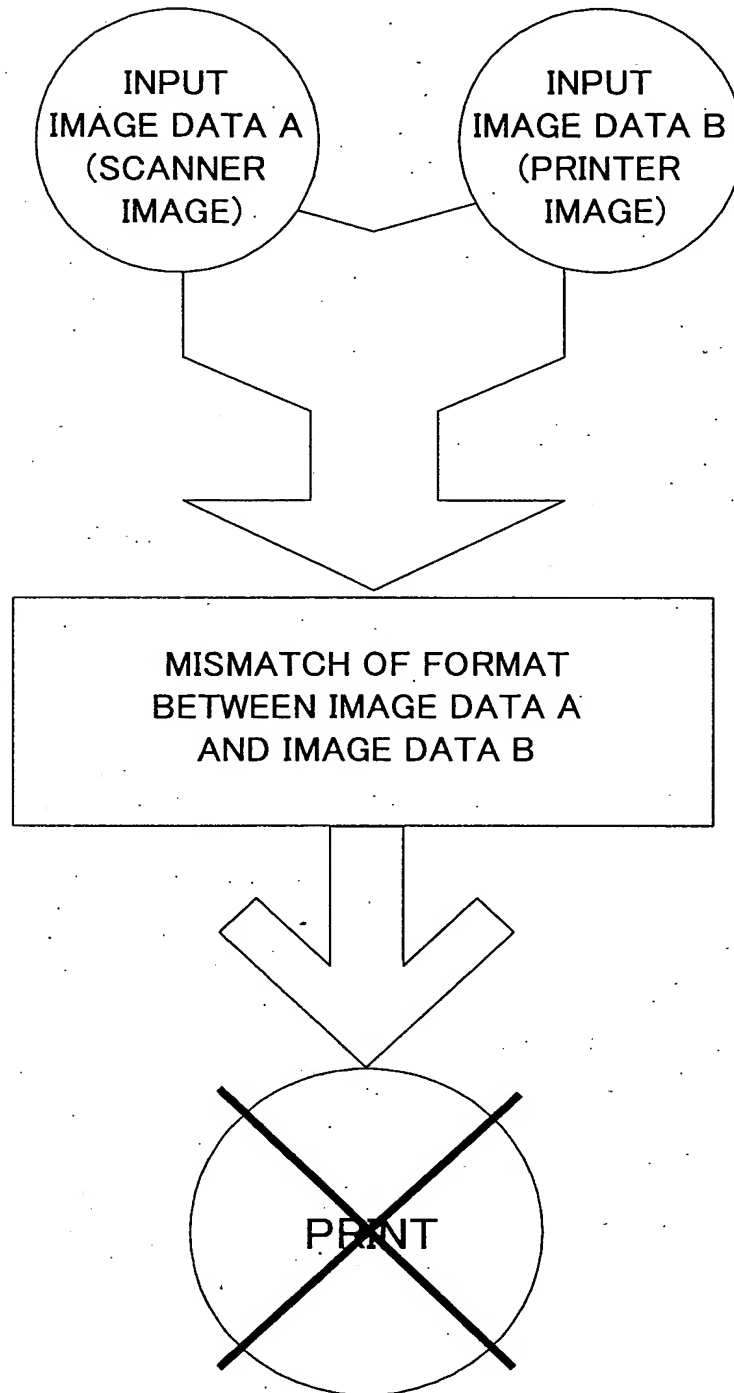 INPUT
IMAGE DATA A
(SCANNER
IMAGE)
INPUT
IMAGE DATA B
(PRINTER
IMAGE)
MISMATCH OF FORMAT
BETWEEN IMAGE DATA A
AND IMAGE DATA B
PRINT